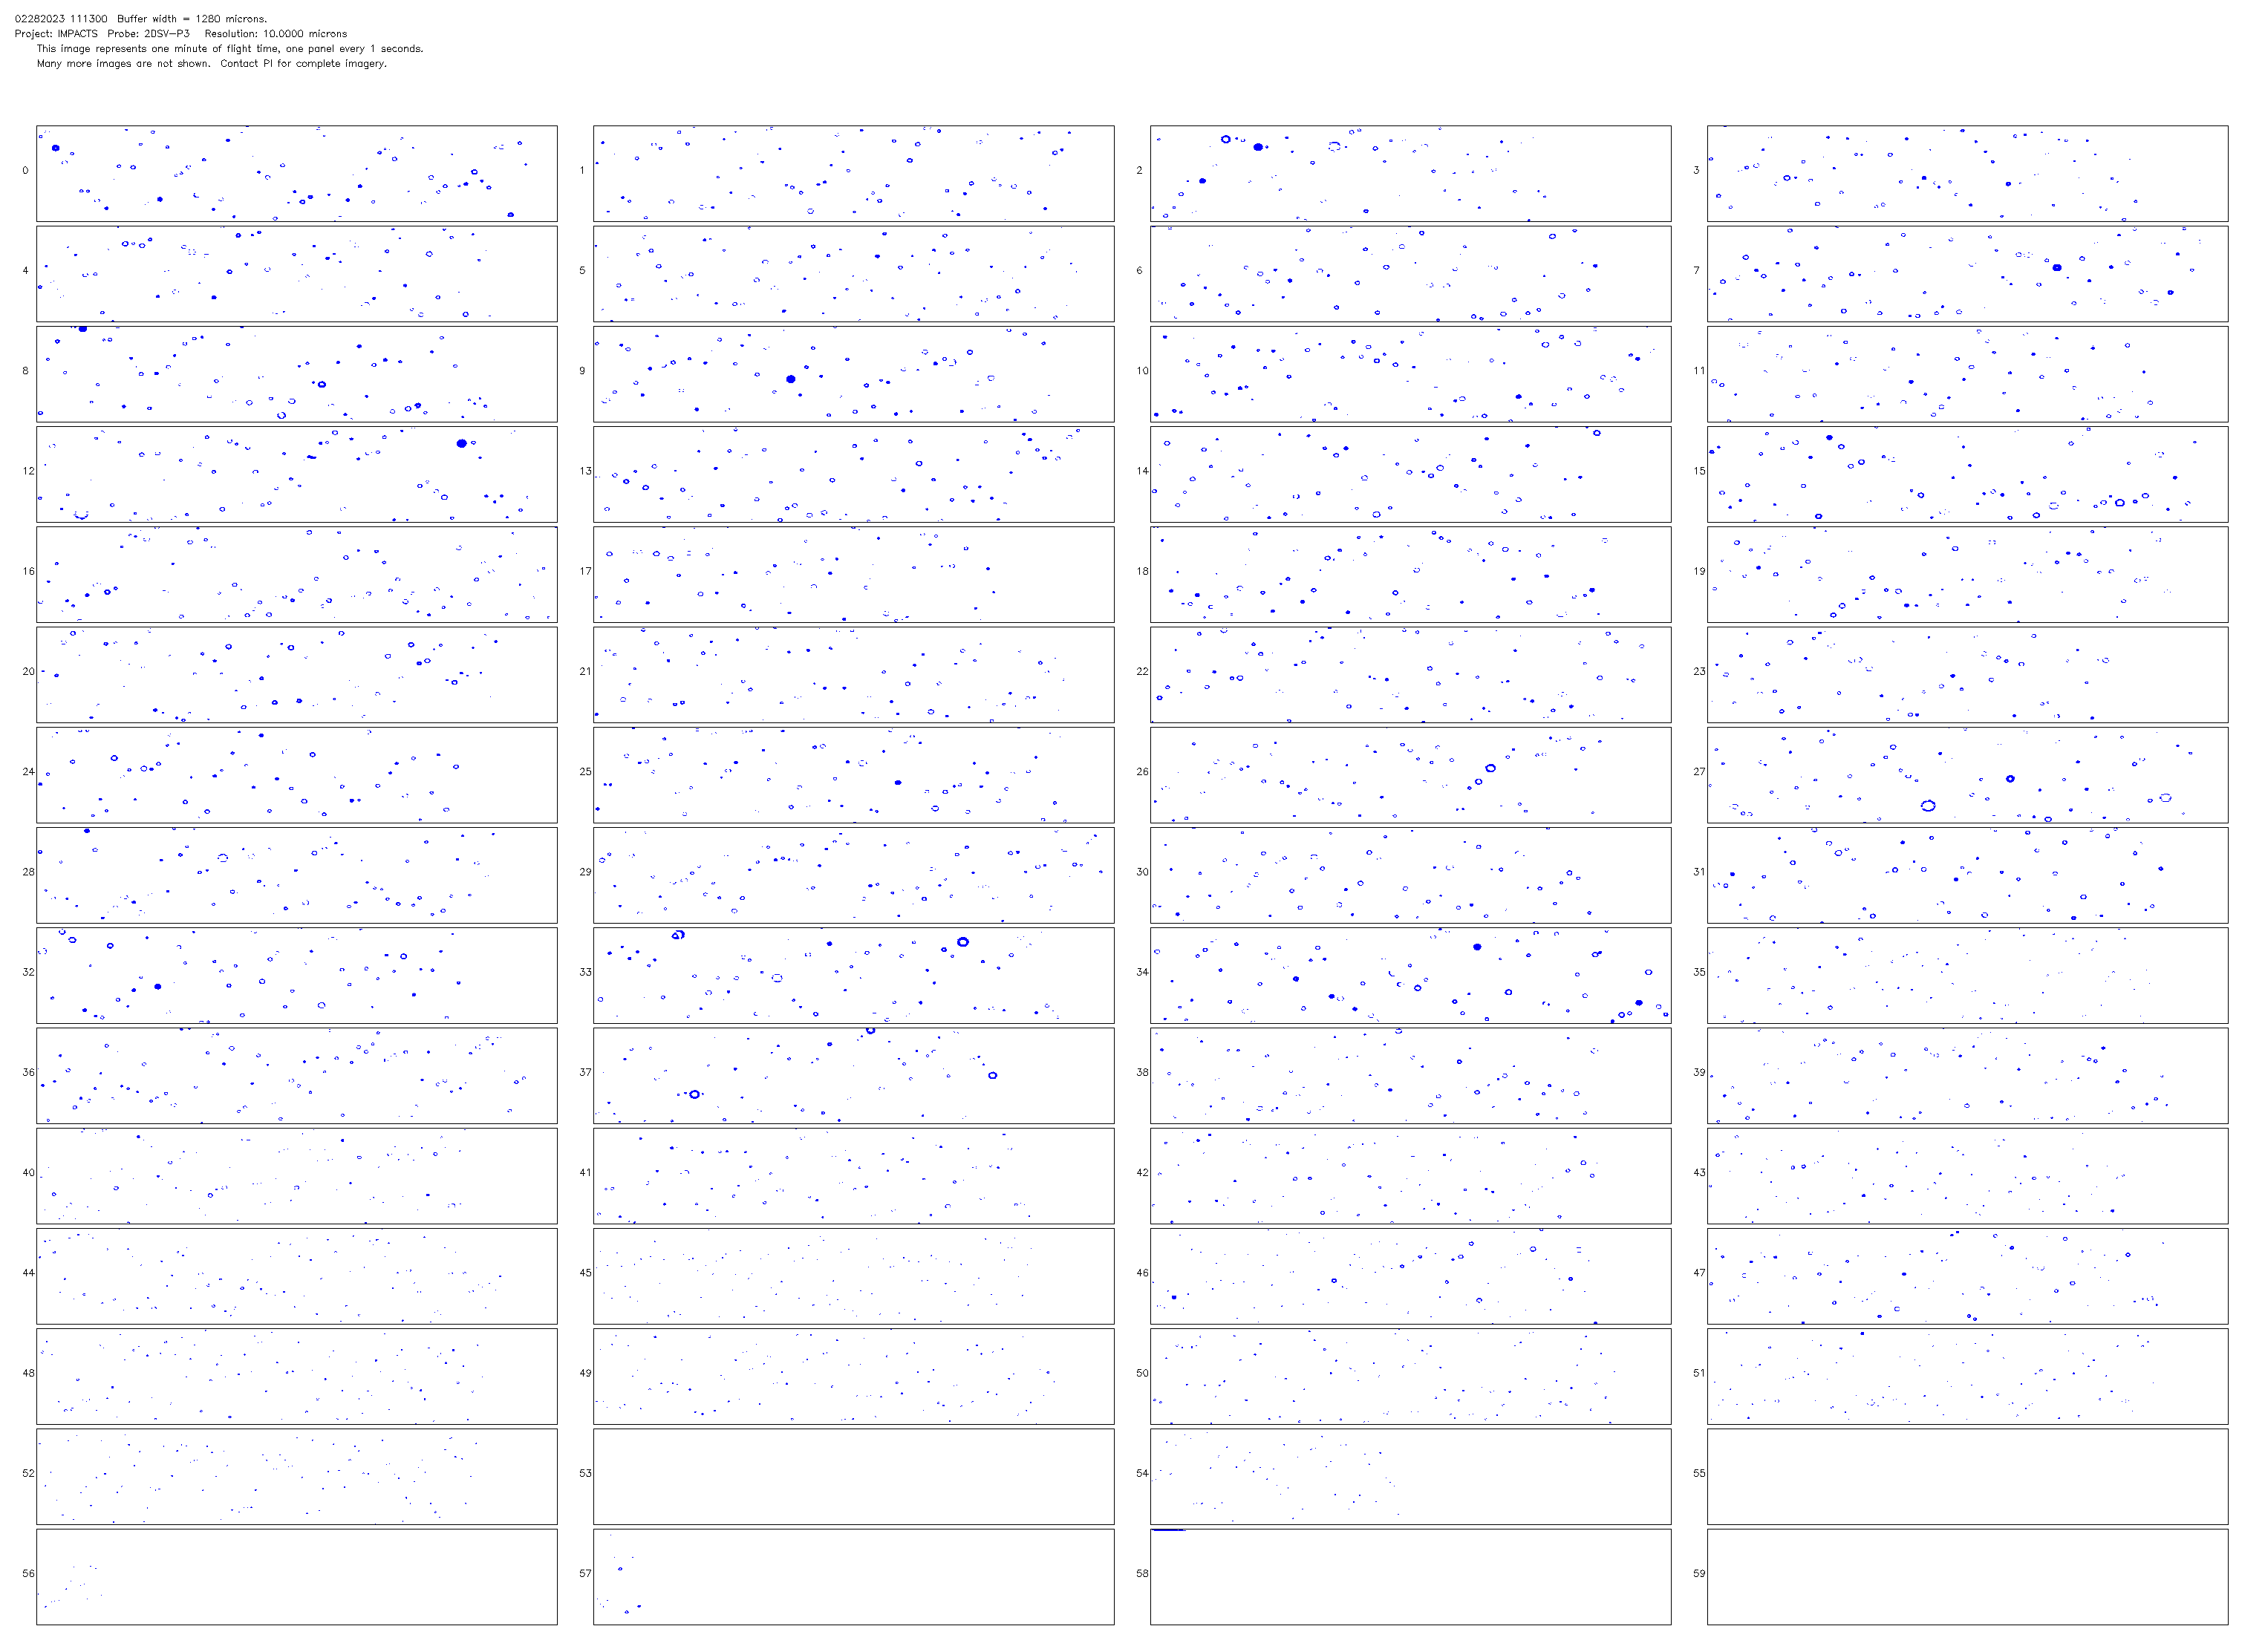 02282023 111300 Buffer width = 1280 microns.
Project: IMPACTS Probe: 2DSV-P3 Resolution: 10.0000 microns
This image represents one minute of flight time, one panel every 1 seconds.
Many more images are not shown. Contact PI for complete imagery.
0 1 2 3
4 5 6 7
8 9 10 11
12 13 14 15
16 17 18 19
20 21 22 23
24 25 26 27
28 29 30 31
32 33 34 35
36 37 38 39
40 41 42 43
44 45 46 47
48 49 50 51
52 53 54 55
56 57 58 59